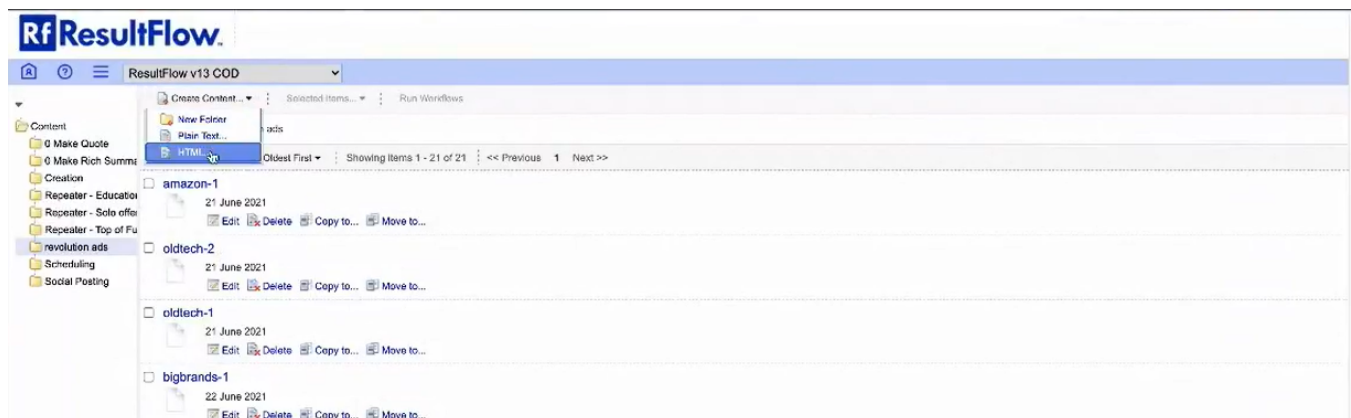 Rf ResultFlow.
ResultFlow v13 COD
Create Content... Selected Items... Run Workflows
New Folder
Plain Text...
HTML...
ads
Oldest First Showing Items 1 - 21 of 21 << Previous 1 Next >>
Content
0 Make Quote
0 Make Rich Summa
Creation
Repeater - Educatio
Repeater - Solo offe
Repeater - Top of Fu
revolution ads
Scheduling
Social Posting
amazon-1
21 June 2021
Edit Delete Copy to... Move to...
oldtech-2
21 June 2021
Edit Delete Copy to... Move to...
oldtech-1
21 June 2021
Edit Delete Copy to... Move to...
bigbrands-1
22 June 2021
Edit Delete Copy to... Move to...